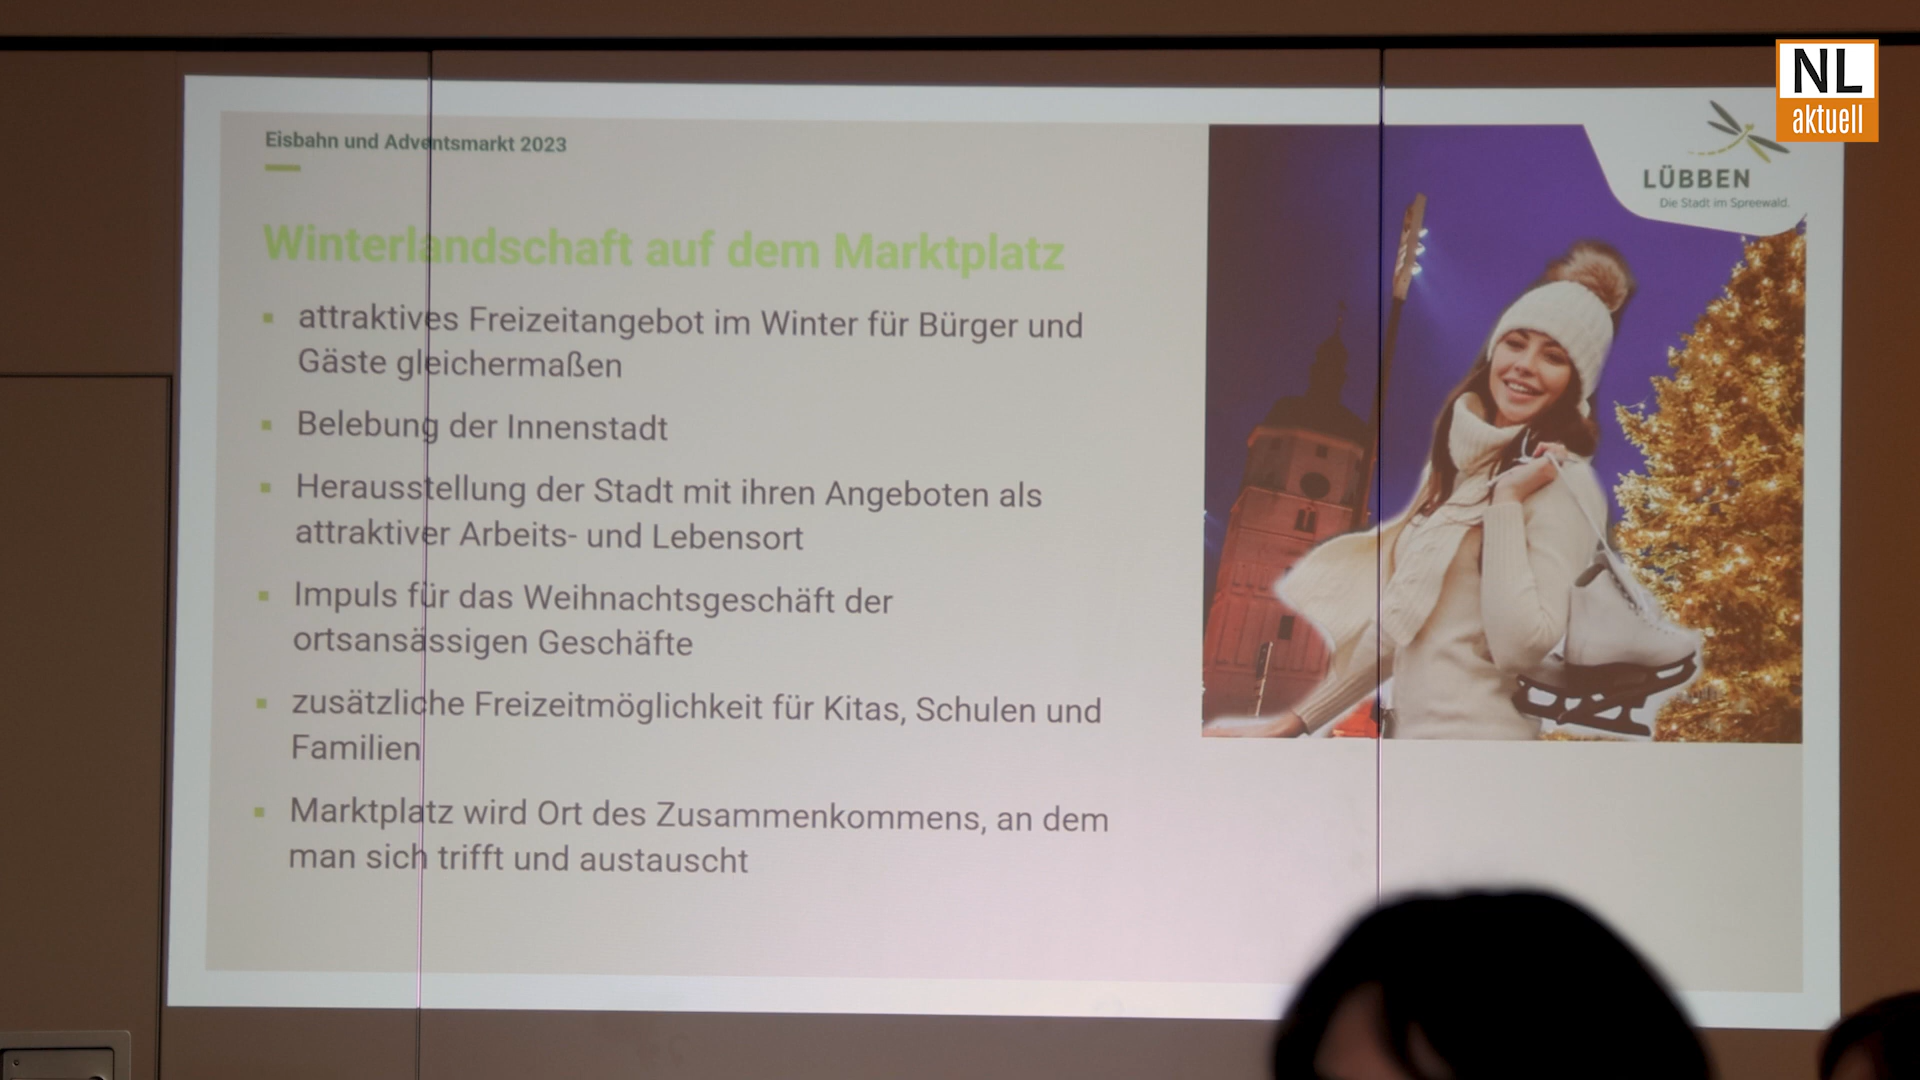 NL
aktuell
Eisbahn und Adventsmarkt 2023
LÜBBEN
Die Stadt im Spreewald.
Winterlandschaft auf dem Marktplatz
▪ attraktives Freizeitangebot im Winter für Bürger und
Gäste gleichermaßen
▪ Belebung der Innenstadt
▪ Herausstellung der Stadt mit ihren Angeboten als
attraktiver Arbeits- und Lebensort
▪ Impuls für das Weihnachtsgeschäft der
ortsansässigen Geschäfte
▪ zusätzliche Freizeitmöglichkeit für Kitas, Schulen und
Familien
▪ Marktplatz wird Ort des Zusammenkommens, an dem
man sich trifft und austauscht